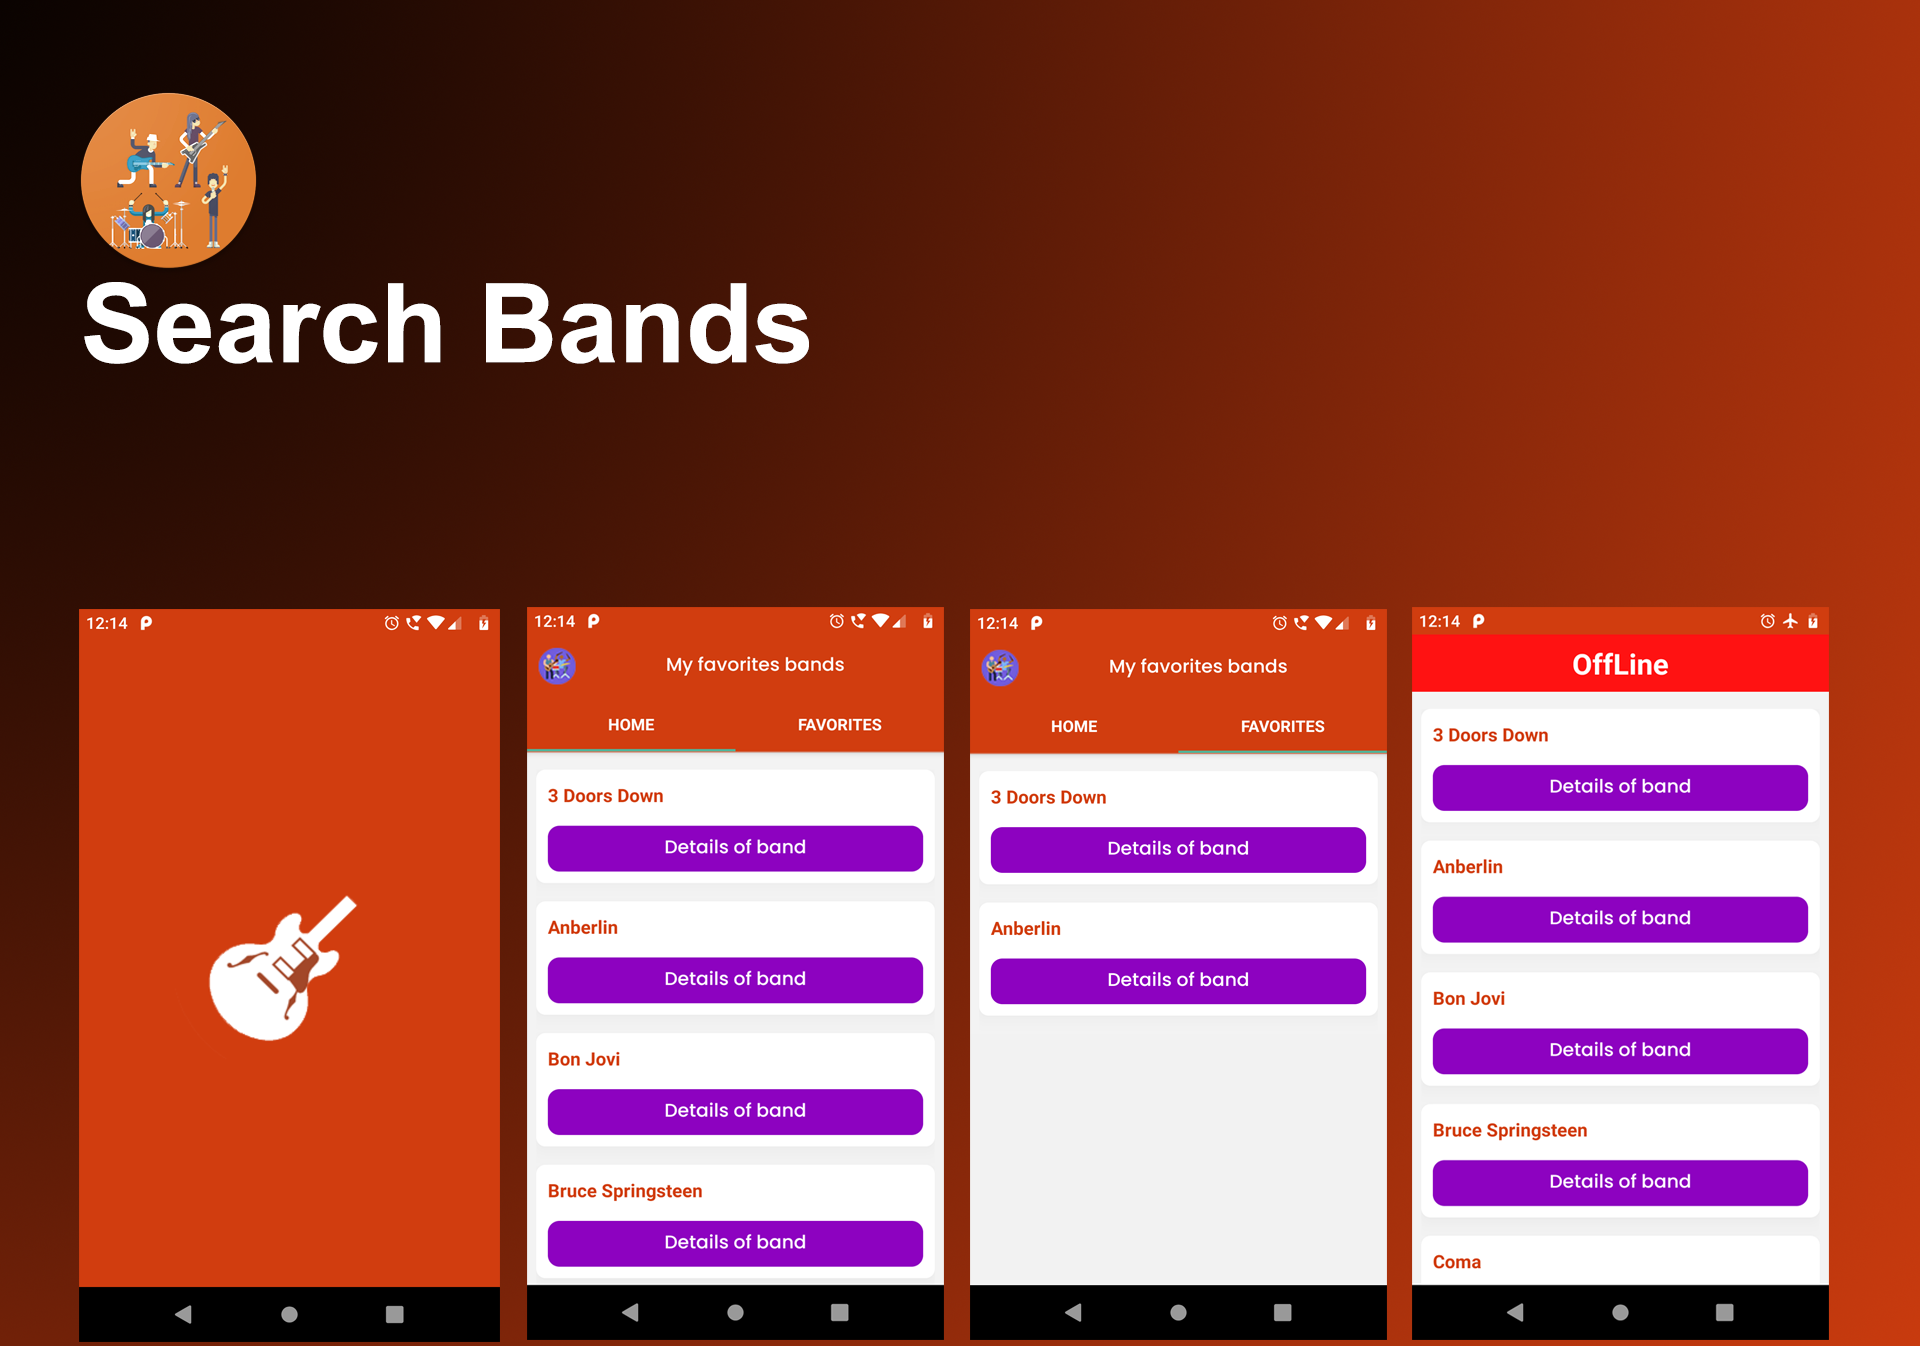 Search Bands
12:14
12:14
My favorites bands
HOME FAVORITES
3 Doors Down
Details of band
Anberlin
Details of band
Bon Jovi
Details of band
Bruce Springsteen
Details of band
12:14
My favorites bands
HOME FAVORITES
3 Doors Down
Details of band
Anberlin
Details of band
12:14
OffLine
3 Doors Down
Details of band
Anberlin
Details of band
Bon Jovi
Details of band
Bruce Springsteen
Details of band
Coma